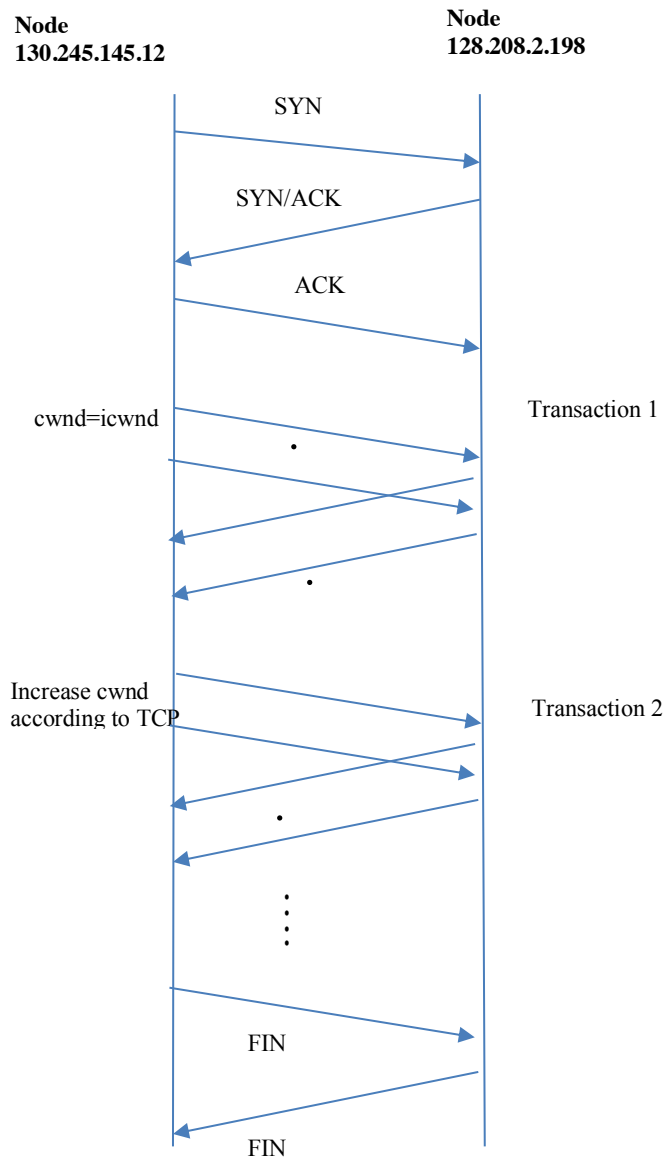 Node
130.245.145.12
Node
128.208.2.198
SYN
SYN/ACK
ACK
cwnd=icwnd
Transaction 1
Increase cwnd
according to TCP
Transaction 2
FIN
FIN